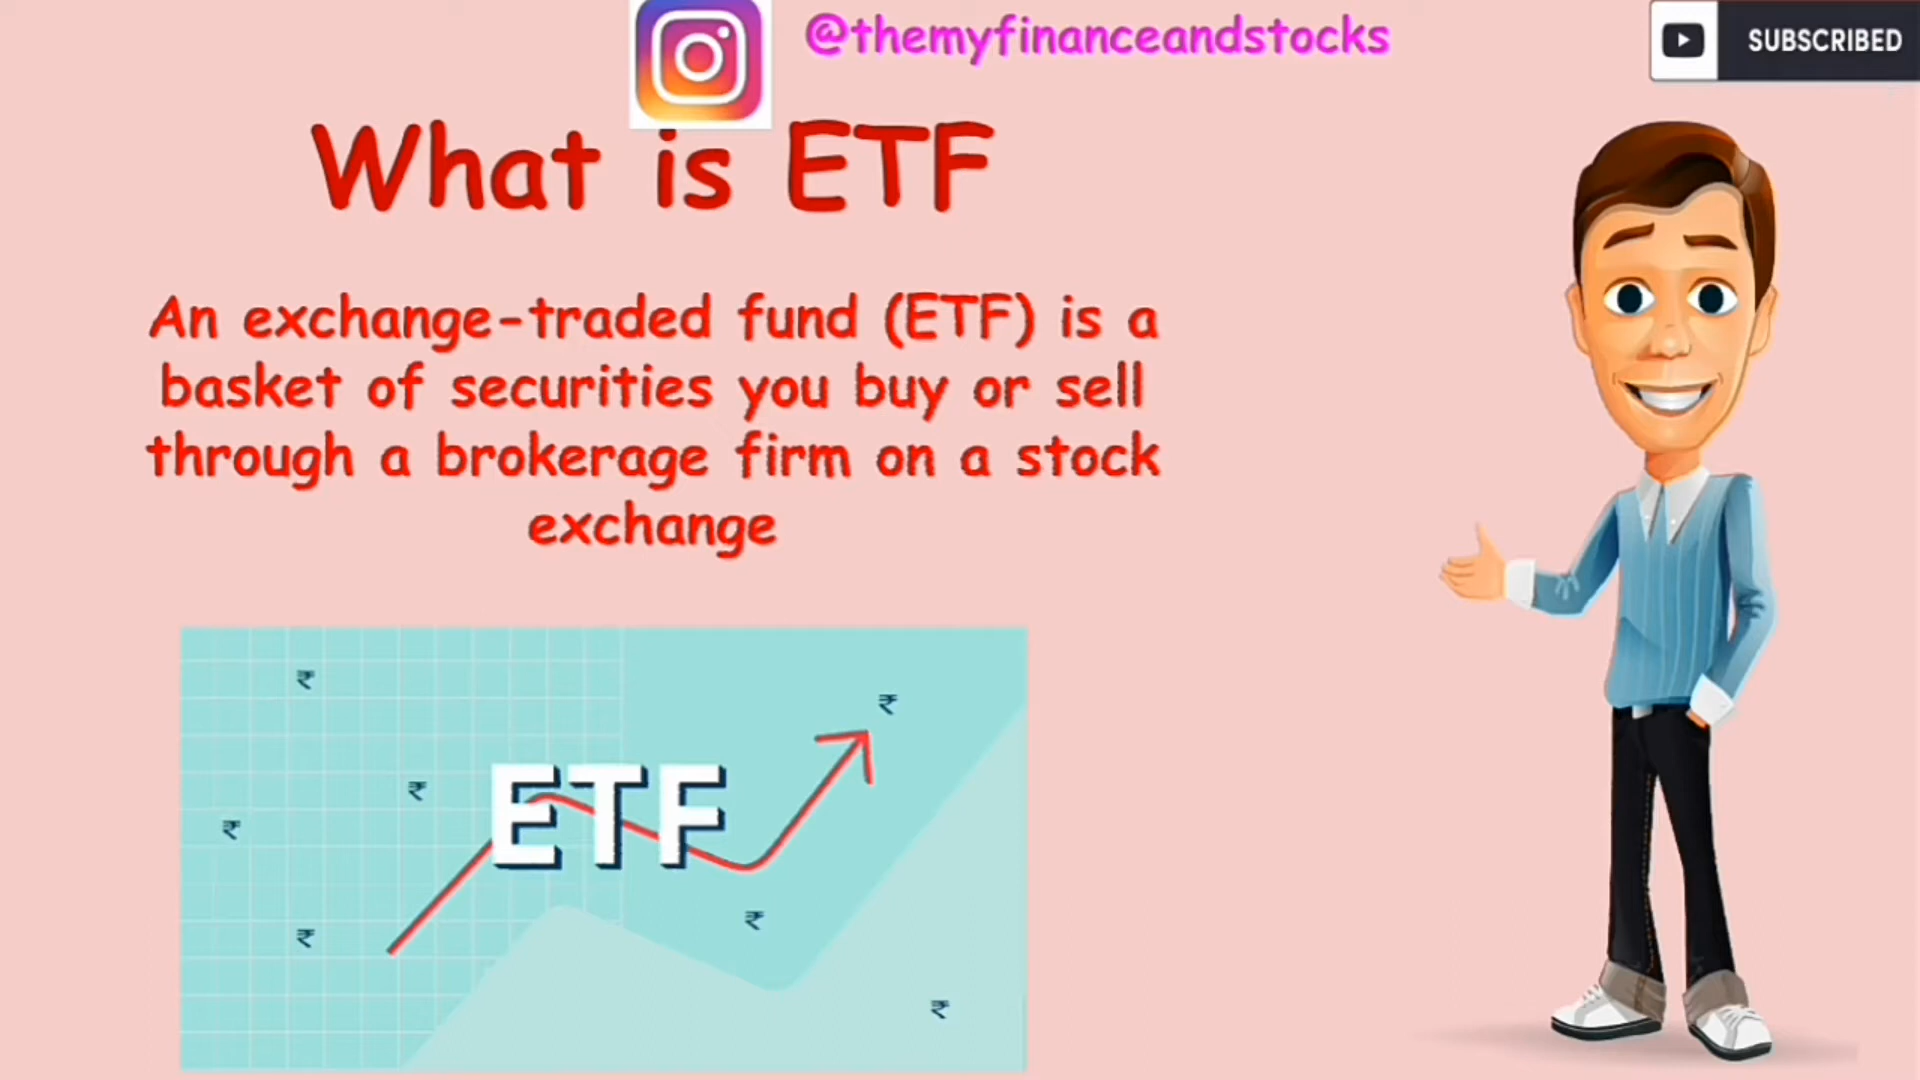 @themyfinanceandstocks
SUBSCRIBED
What is ETF
An exchange-traded fund (ETF) is a
basket of securities you buy or sell
through a brokerage firm on a stock
exchange
₹
₹
ETF
₹
₹
₹
₹
₹